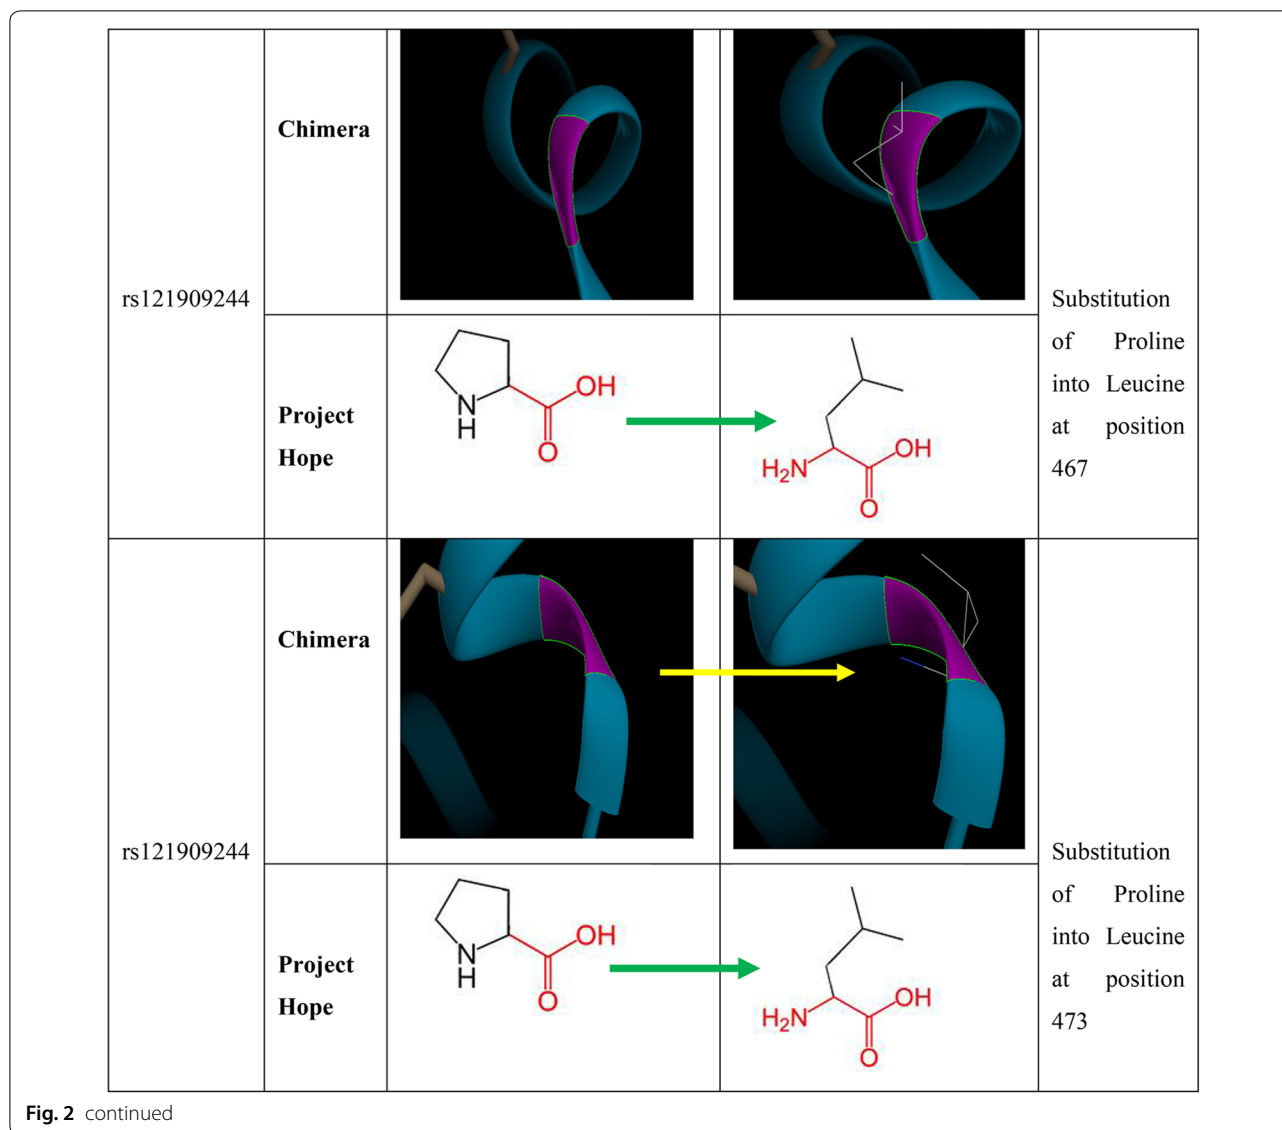 Chimera
rs121909244
Substitution
of Proline
into Leucine
at position
467
Project
Hope
N
H
OH
O
H₂N
OH
O
Chimera
rs121909244
Substitution
of Proline
into Leucine
at position
473
Project
Hope
N
H
OH
O
H₂N
OH
O
Fig. 2 continued